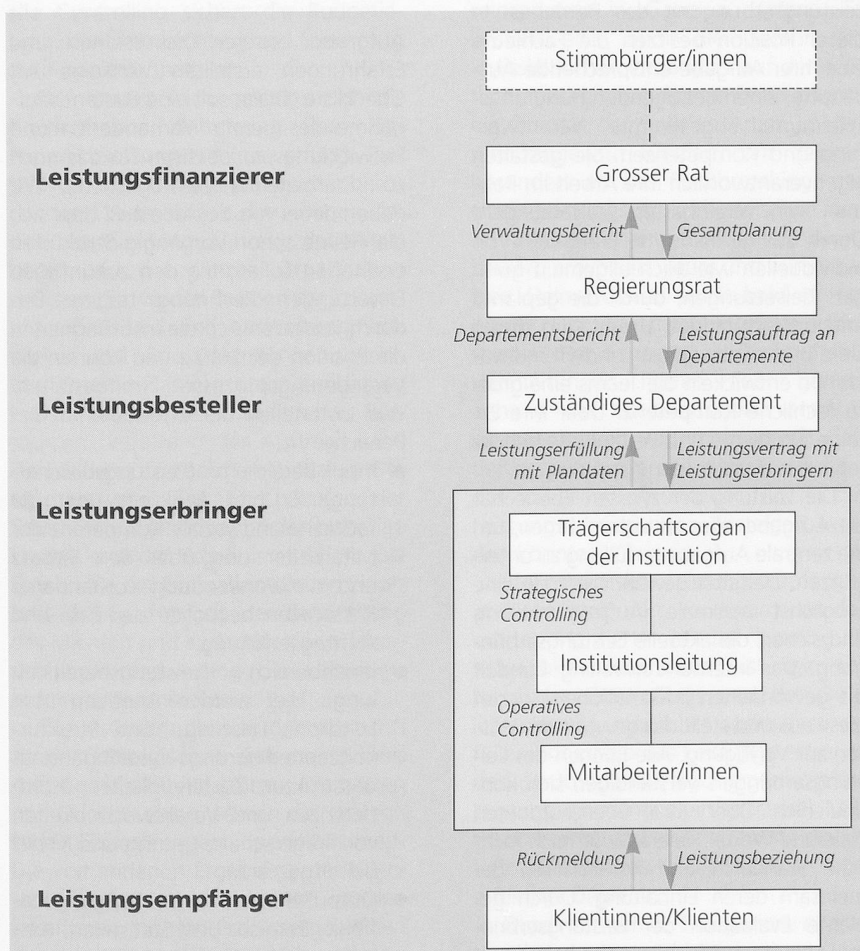 Stimmbürger/innen
Leistungsfinanzierer
Grosser Rat
Verwaltungsbericht
Gesamtplanung
Regierungsrat
Departementsbericht
Leistungsauftrag an
Departemente
Leistungsbesteller
Zuständiges Departement
Leistungserfüllung
mit Plandaten
Leistungsvertrag mit
Leistungserbringern
Leistungserbringer
Trägerschaftsorgan
der Institution
Strategisches
Controlling
Institutionsleitung
Operatives
Controlling
Mitarbeiter/innen
Rückmeldung
Leistungsbeziehung
Leistungsempfänger
Klientinnen/Klienten